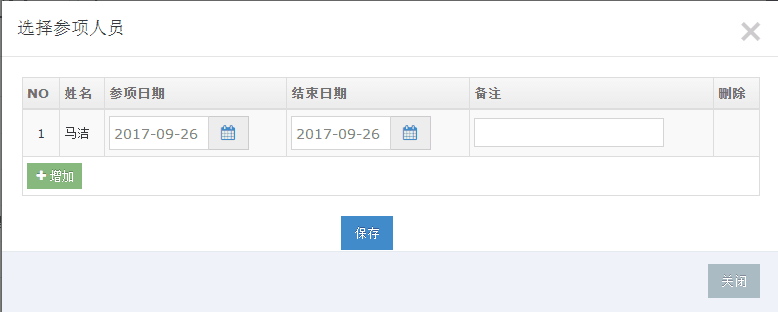 选择参项人员
NO 姓名 参项日期 结束日期 备注 删除
1 马洁 2017-09-26 2017-09-26
增加
保存
关闭